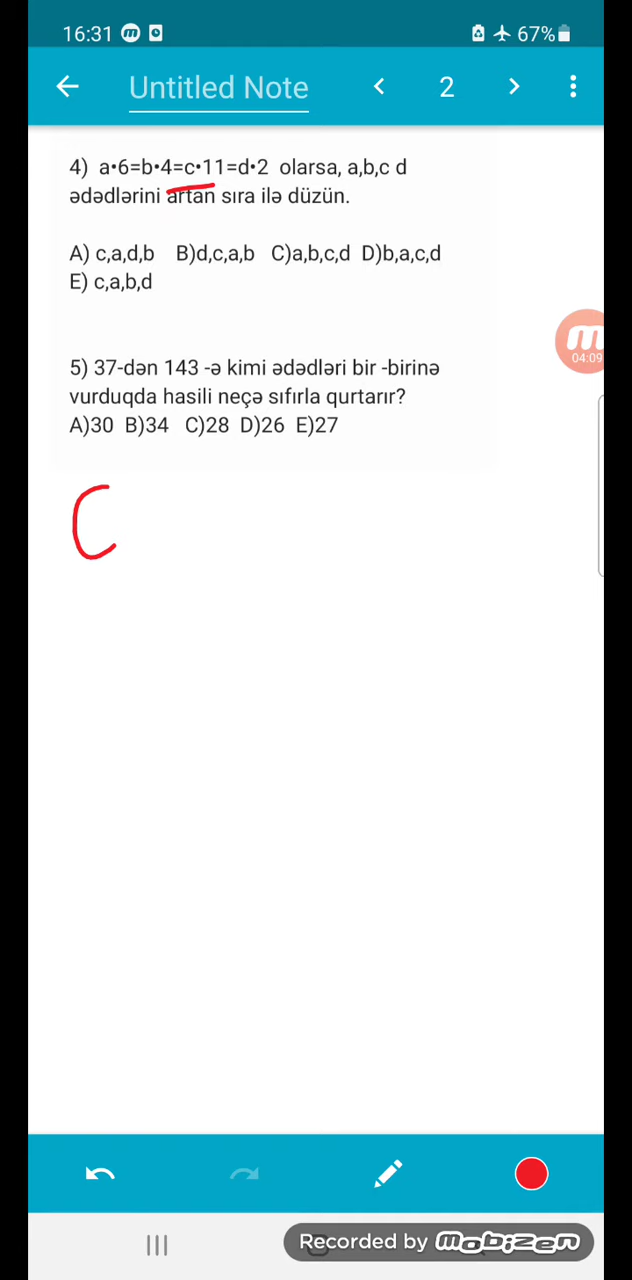 16:31 67%
Untitled Note < 2 >
4) a•6=b•4=c•11=d•2 olarsa, a,b,c d
ədədlərini artan sıra ilə düzün.
A) c,a,d,b B)d,c,a,b C)a,b,c,d D)b,a,c,d
E) c,a,b,d
04:09
5) 37-dən 143 -ə kimi ədədləri bir -birinə
vurduqda hasili neçə sıfırla qurtarır?
A)30 B)34 C)28 D)26 E)27
C
Recorded by mobizen